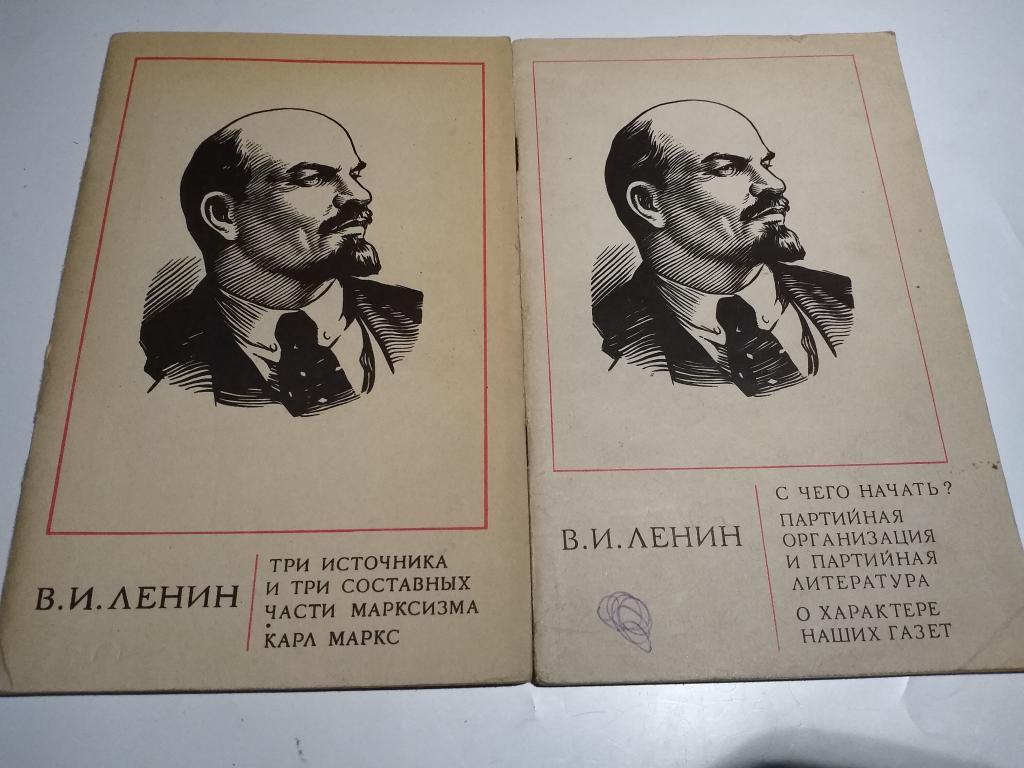 В.И.ЛЕНИН
ТРИ ИСТОЧНИКА
И ТРИ СОСТАВНЫХ
ЧАСТИ МАРКСИЗМА
•
КАРЛ МАРКС
В.И.ЛЕНИН
С ЧЕГО НАЧАТЬ?
ПАРТИЙНАЯ
ОРГАНИЗАЦИЯ
И ПАРТИЙНАЯ
ЛИТЕРАТУРА
О ХАРАКТЕРЕ
НАШИХ ГАЗЕТ